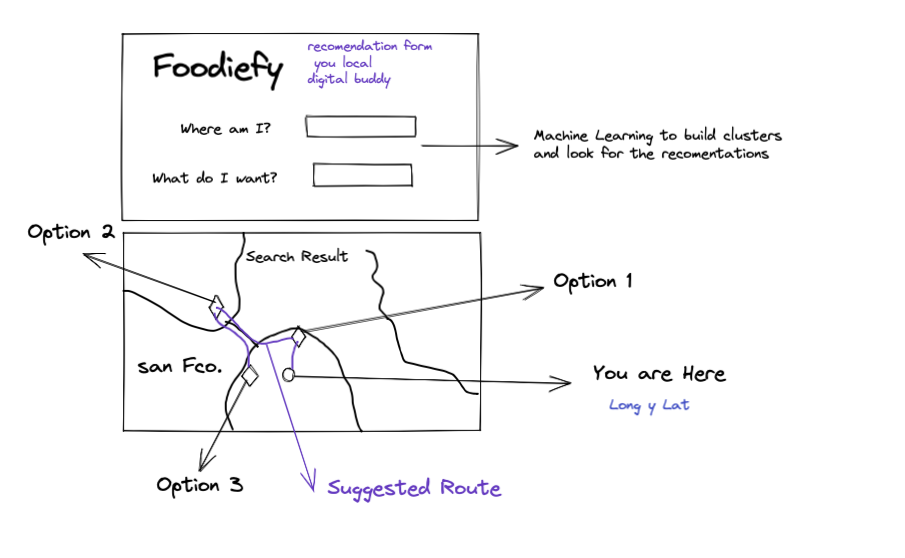 Foodiefy
recomendation form
you local
digital buddy
Where am I?
What do I want?
Machine Learning to build clusters
and look for the recomentations
Option 2
Search Result
Option 1
san Fco.
You are Here
Long y Lat
Option 3
Suggested Route